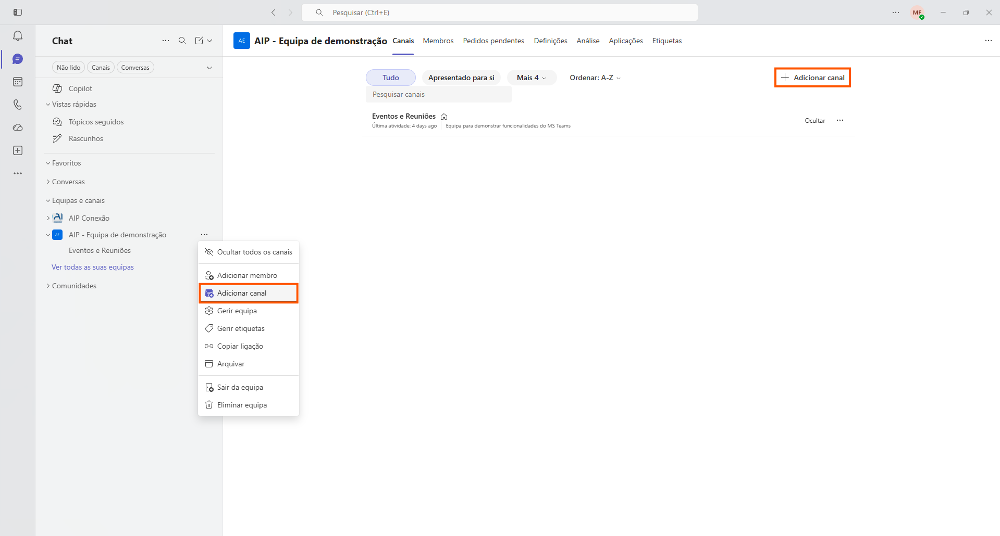 Pesquisar (Ctrl+E)
MF
Chat
Não lido
Canais
Conversas
Copilot
Vistas rápidas
Tópicos seguidos
Rascunhos
Favoritos
Conversas
Equipas e canais
AIP Conexão
AE
AIP - Equipa de demonstração
Eventos e Reuniões
Ver todas as suas equipas
Comunidades
Ocultar todos os canais
Adicionar membro
Adicionar canal
Gerir equipa
Gerir etiquetas
Copiar ligação
Arquivar
Sair da equipa
Eliminar equipa
AE
AIP - Equipa de demonstração
Canais
Membros
Pedidos pendentes
Definições
Análise
Aplicações
Etiquetas
Tudo
Apresentado para si
Mais 4
Ordenar: A-Z
Adicionar canal
Pesquisar canais
Eventos e Reuniões
Última atividade: 4 days ago
Equipa para demonstrar funcionalidades do MS Teams
Ocultar